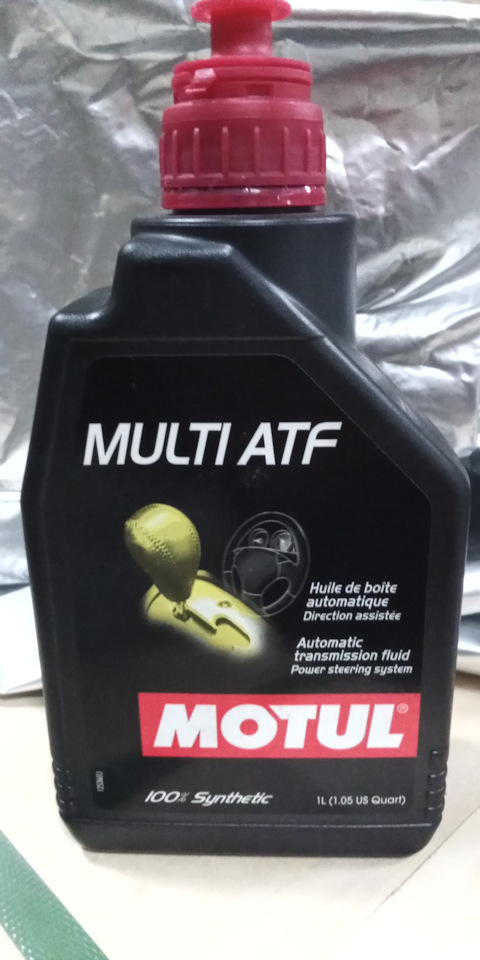 MULTI ATF
Huile de boîte
automatique
Direction assistée
Automatic
transmission fluid
Power steering system
MOTUL®
100% Synthetic
1L (1.05 US Quart)